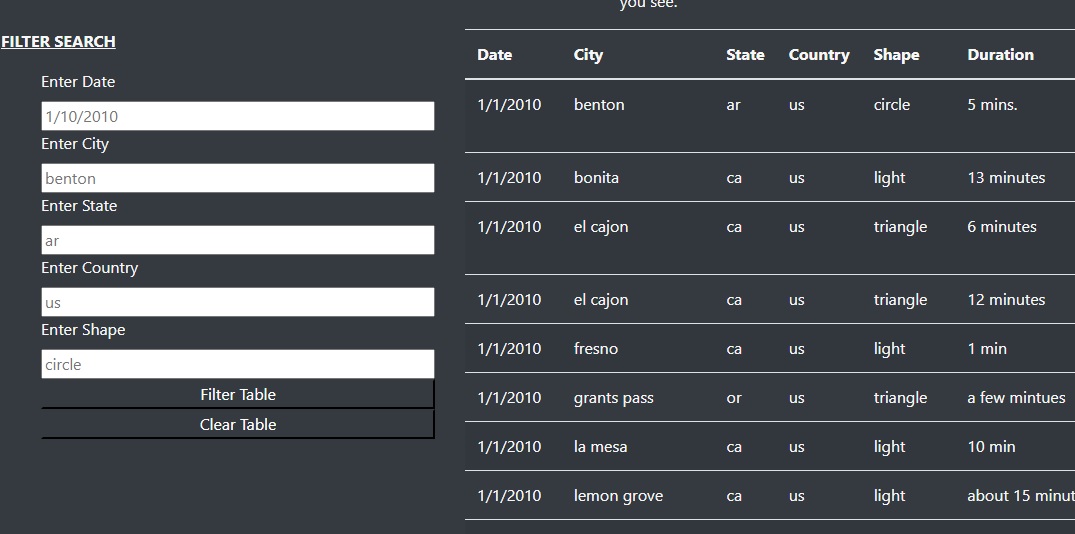 you see.
FILTER SEARCH
Enter Date
1/10/2010
Enter City
benton
Enter State
ar
Enter Country
us
Enter Shape
circle
Filter Table
Clear Table
Date City State Country Shape Duration
1/1/2010 benton ar us circle 5 mins.
1/1/2010 bonita ca us light 13 minutes
1/1/2010 el cajon ca us triangle 6 minutes
1/1/2010 el cajon ca us triangle 12 minutes
1/1/2010 fresno ca us light 1 min
1/1/2010 grants pass or us triangle a few mintues
1/1/2010 la mesa ca us light 10 min
1/1/2010 lemon grove ca us light about 15 minut